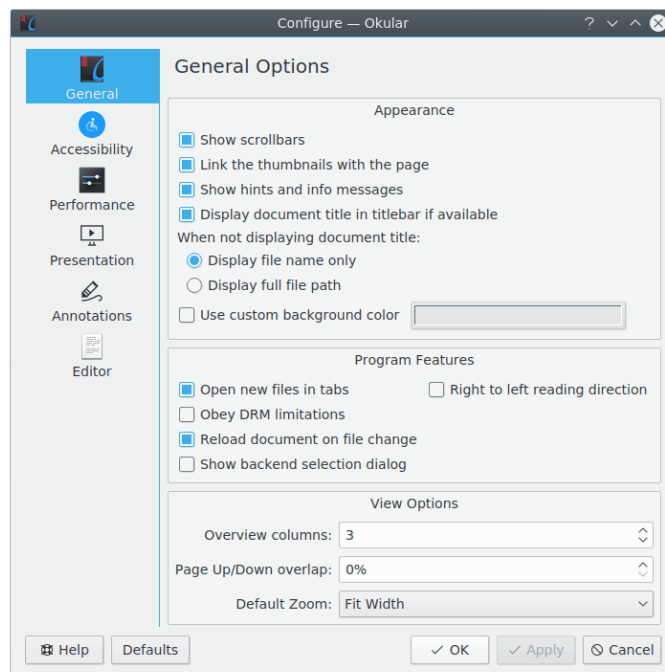 Configure — Okular
General
Accessibility
Performance
Presentation
Annotations
Editor
General Options
Appearance
Show scrollbars
Link the thumbnails with the page
Show hints and info messages
Display document title in titlebar if available
When not displaying document title:
Display file name only
Display full file path
Use custom background color
Program Features
Open new files in tabs Right to left reading direction
Obey DRM limitations
Reload document on file change
Show backend selection dialog
View Options
Overview columns: 3
Page Up/Down overlap: 0%
Default Zoom: Fit Width
Help Defaults OK Apply Cancel